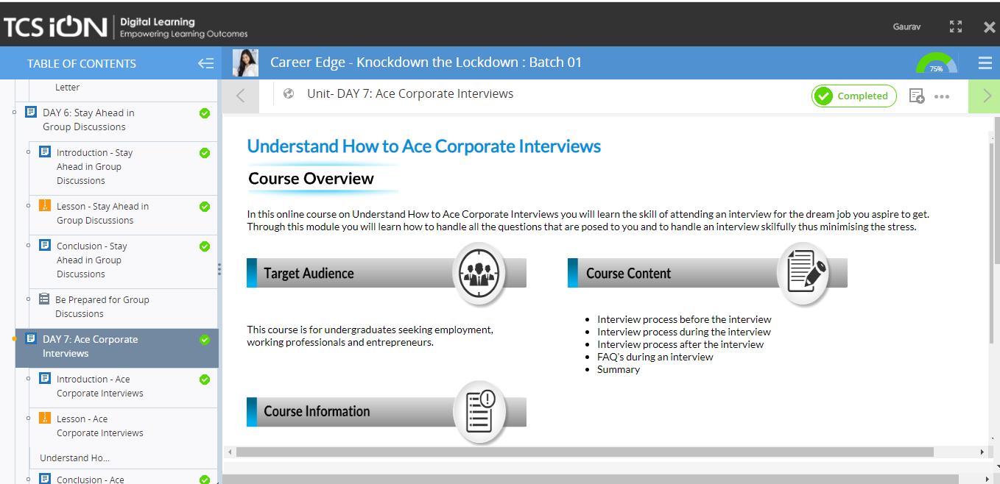 TCS iON
Digital Learning
Empowering Learning Outcomes
Gaurav
TABLE OF CONTENTS
Career Edge - Knockdown the Lockdown : Batch 01
75%
Letter
DAY 6: Stay Ahead in
Group Discussions
Introduction - Stay
Ahead in Group
Discussions
Lesson - Stay Ahead in
Group Discussions
Conclusion - Stay
Ahead in Group
Discussions
Be Prepared for Group
Discussions
DAY 7: Ace Corporate
Interviews
Introduction - Ace
Corporate Interviews
Lesson - Ace
Corporate Interviews
Understand Ho...
Conclusion - Ace
Unit- DAY 7: Ace Corporate Interviews
Completed
Understand How to Ace Corporate Interviews
Course Overview
In this online course on Understand How to Ace Corporate Interviews you will learn the skill of attending an interview for the dream job you aspire to get.
Through this module you will learn how to handle all the questions that are posed to you and to handle an interview skilfully thus minimising the stress.
Target Audience
This course is for undergraduates seeking employment,
working professionals and entrepreneurs.
Course Content
Interview process before the interview
Interview process during the interview
Interview process after the interview
FAQ's during an interview
Summary
Course Information